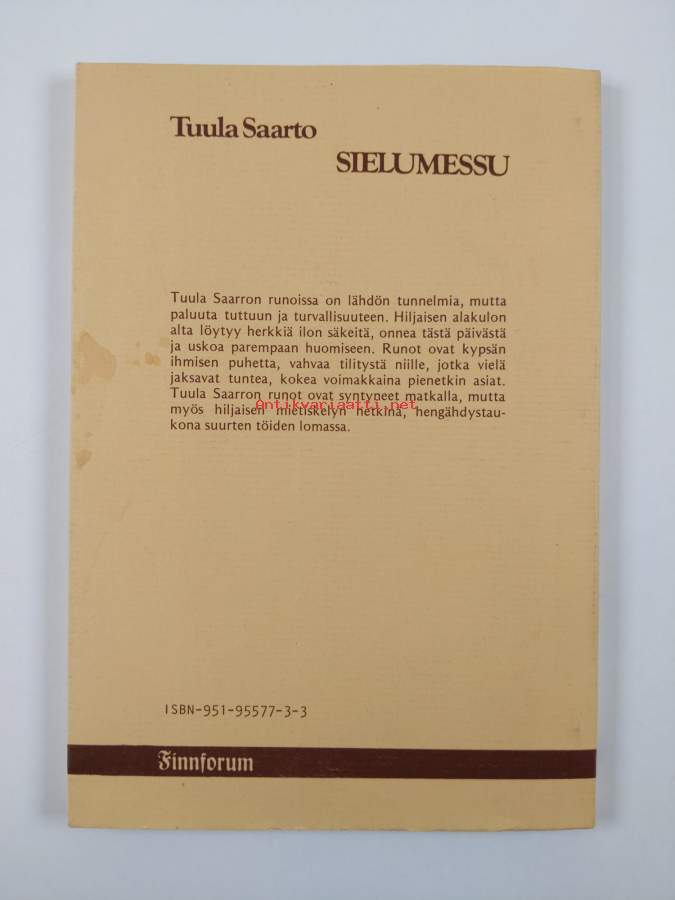 Tuula Saarto
SIELUMESSU
Tuula Saarron runoissa on lähdön tunnelmia, mutta
paluuta tuttuun ja turvallisuuteen. Hiljaisen alakulon
alta löytyy herkkiä ilon säkeitä, onnea tästä päivästä
ja uskoa parempaan huomiseen. Runot ovat kypsän
ihmisen puhetta, vahvaa tilitystä niille, jotka vielä
jaksavat tuntea, kokea voimakkaina pienetkin asiat.
Tuula Saarron runot ovat syntyneet matkalla, mutta
Antikvariaatti.net
myös hiljaisen mietiskelyn hetkinä, hengähdystau-
kona suurten töiden lomassa.
ISBN-951-95577-3-3
Finnforum